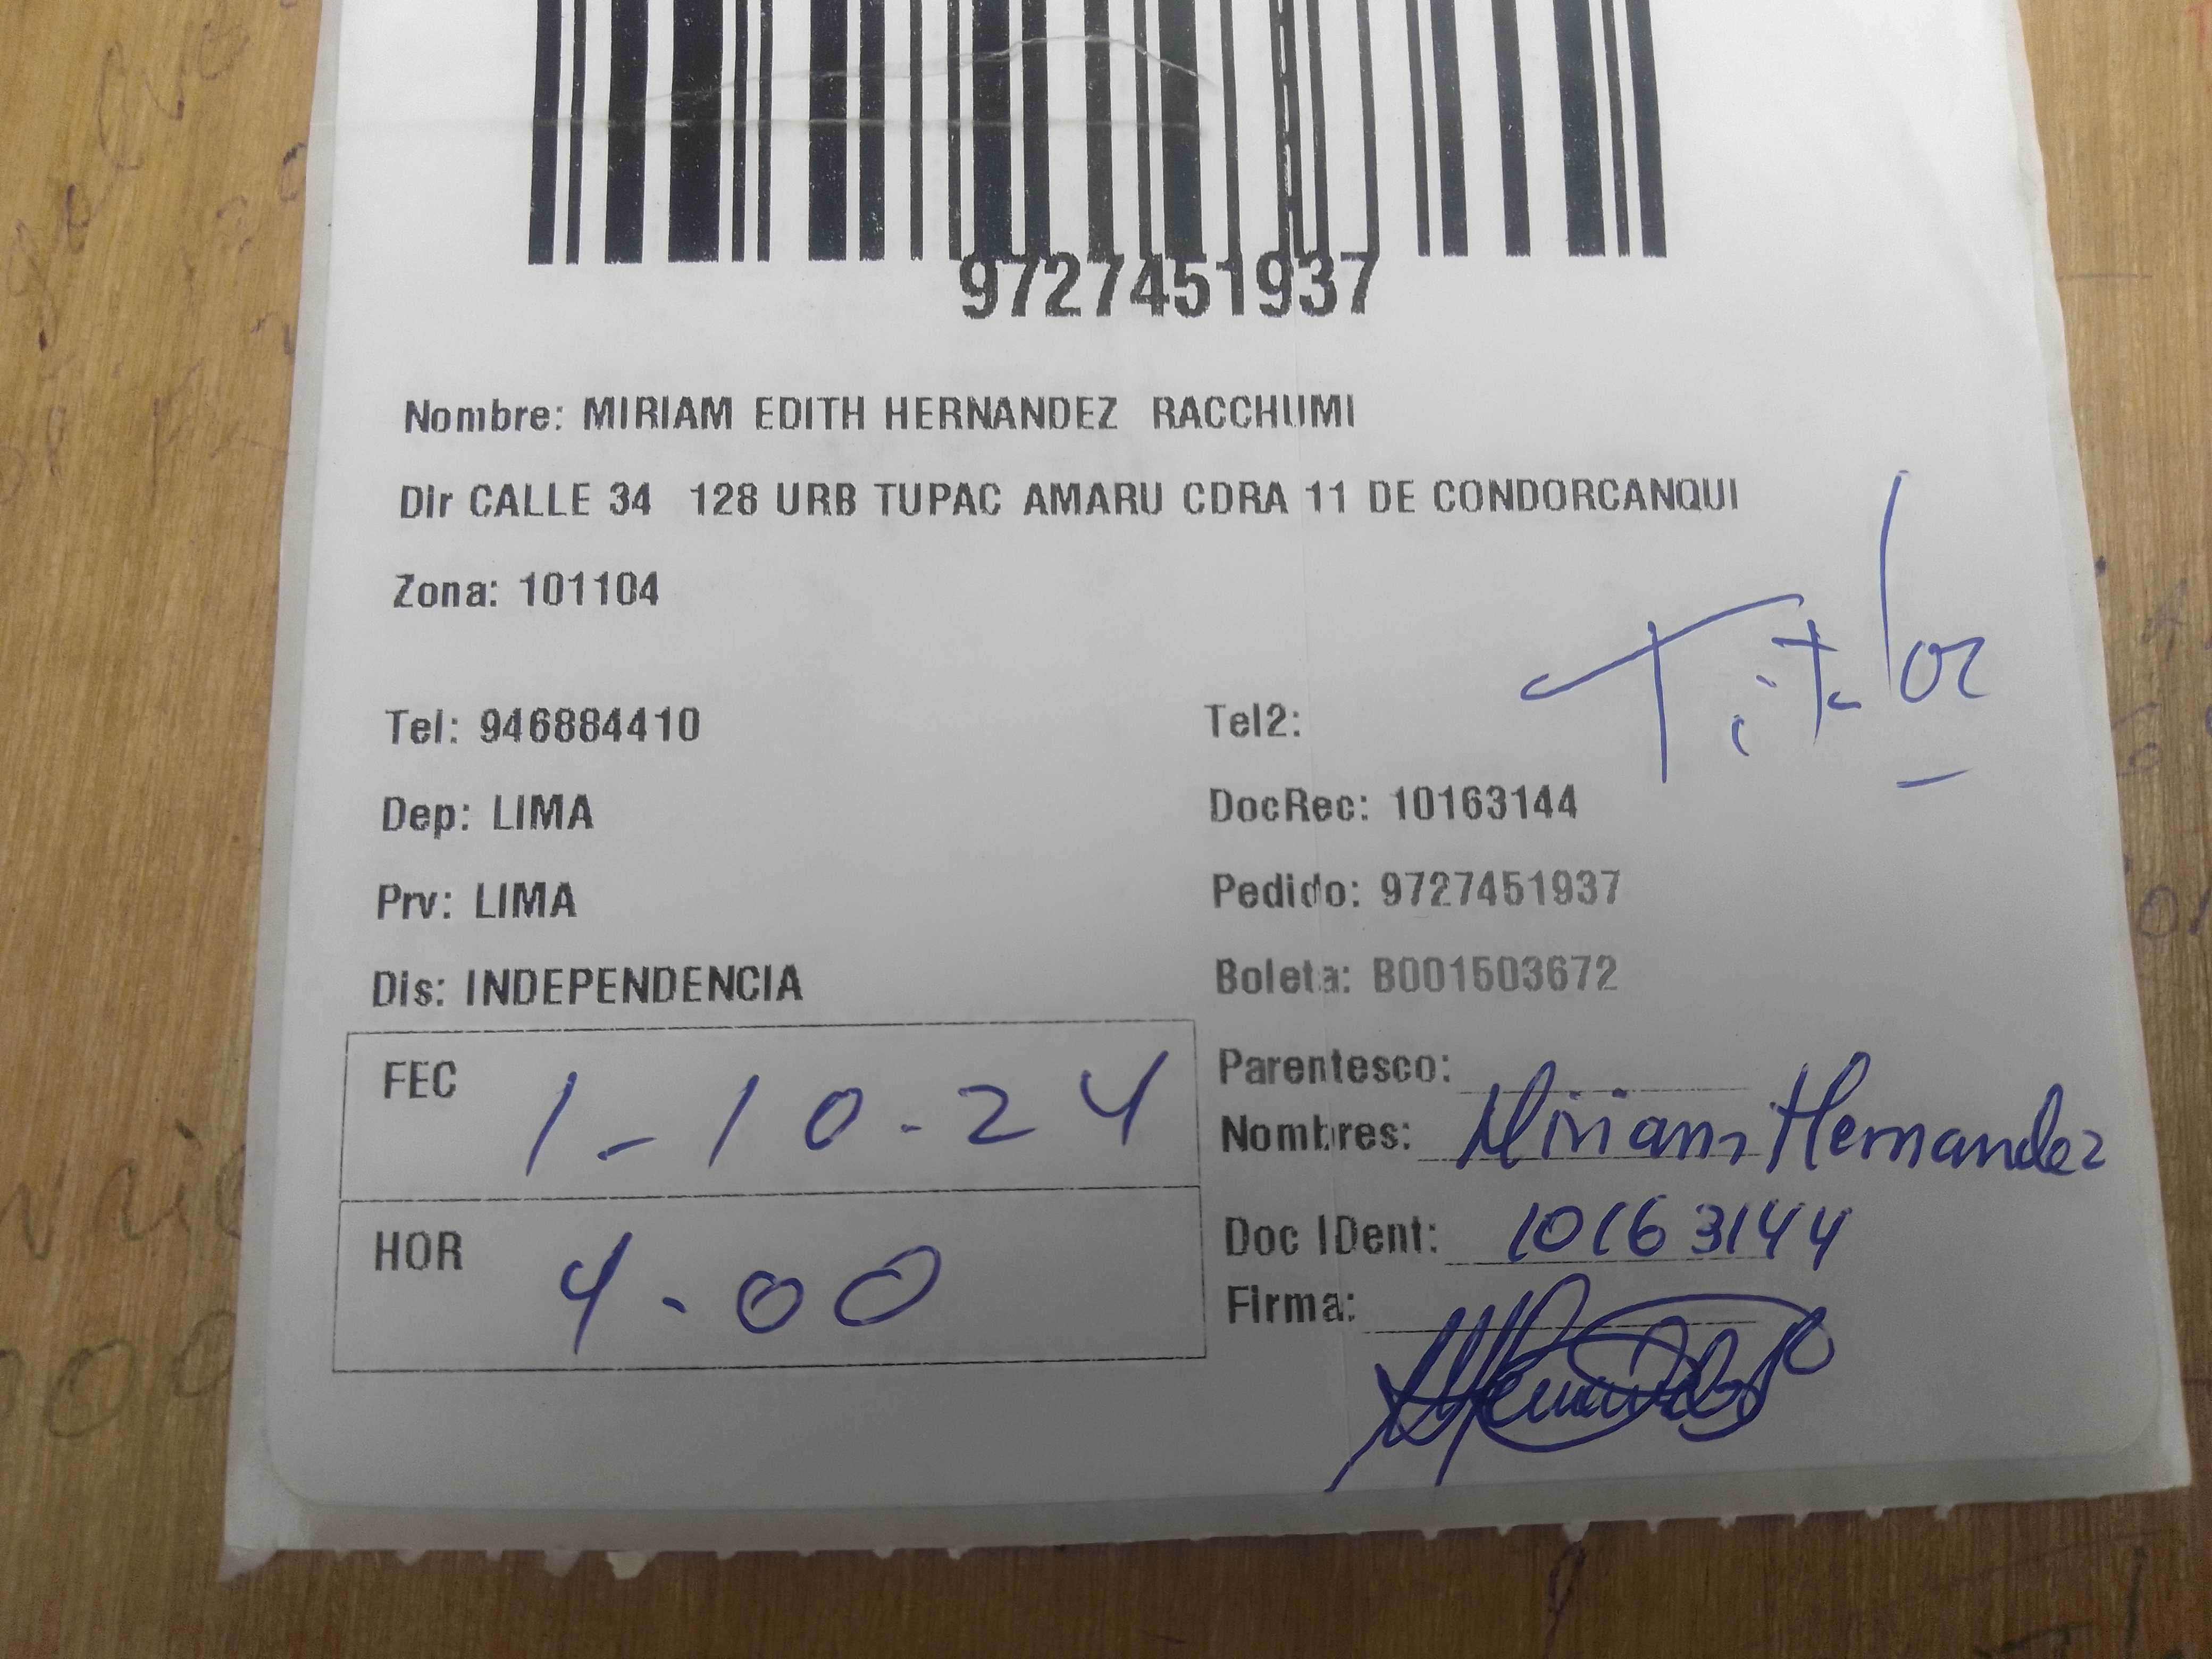 9727451937
Nombre: MIRIAM EDITH HERNANDEZ RACCHUMI
Dir CALLE 34 128 URB TUPAC AMARU CDRA 11 DE CONDORCANQUI
Zona: 101104
Titular
Tel: 946884410 Tel2:
Dep: LIMA DocRec: 10163144
Prv: LIMA Pedido: 9727451937
Dis: INDEPENDENCIA Boleta: B001503672
FEC 1-10-24 Parentesco:
Nombres: Miriam Hernandez
HOR 4.00 Doc IDent: 10163144
Firma: